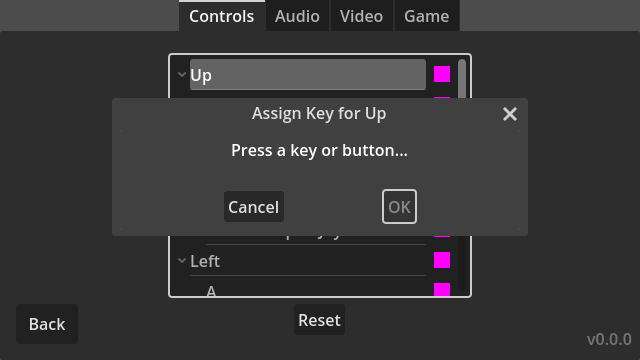 Controls Audio Video Game
Up
Assign Key for Up
Press a key or button...
Cancel OK
Left
A
Back
Reset
v0.0.0